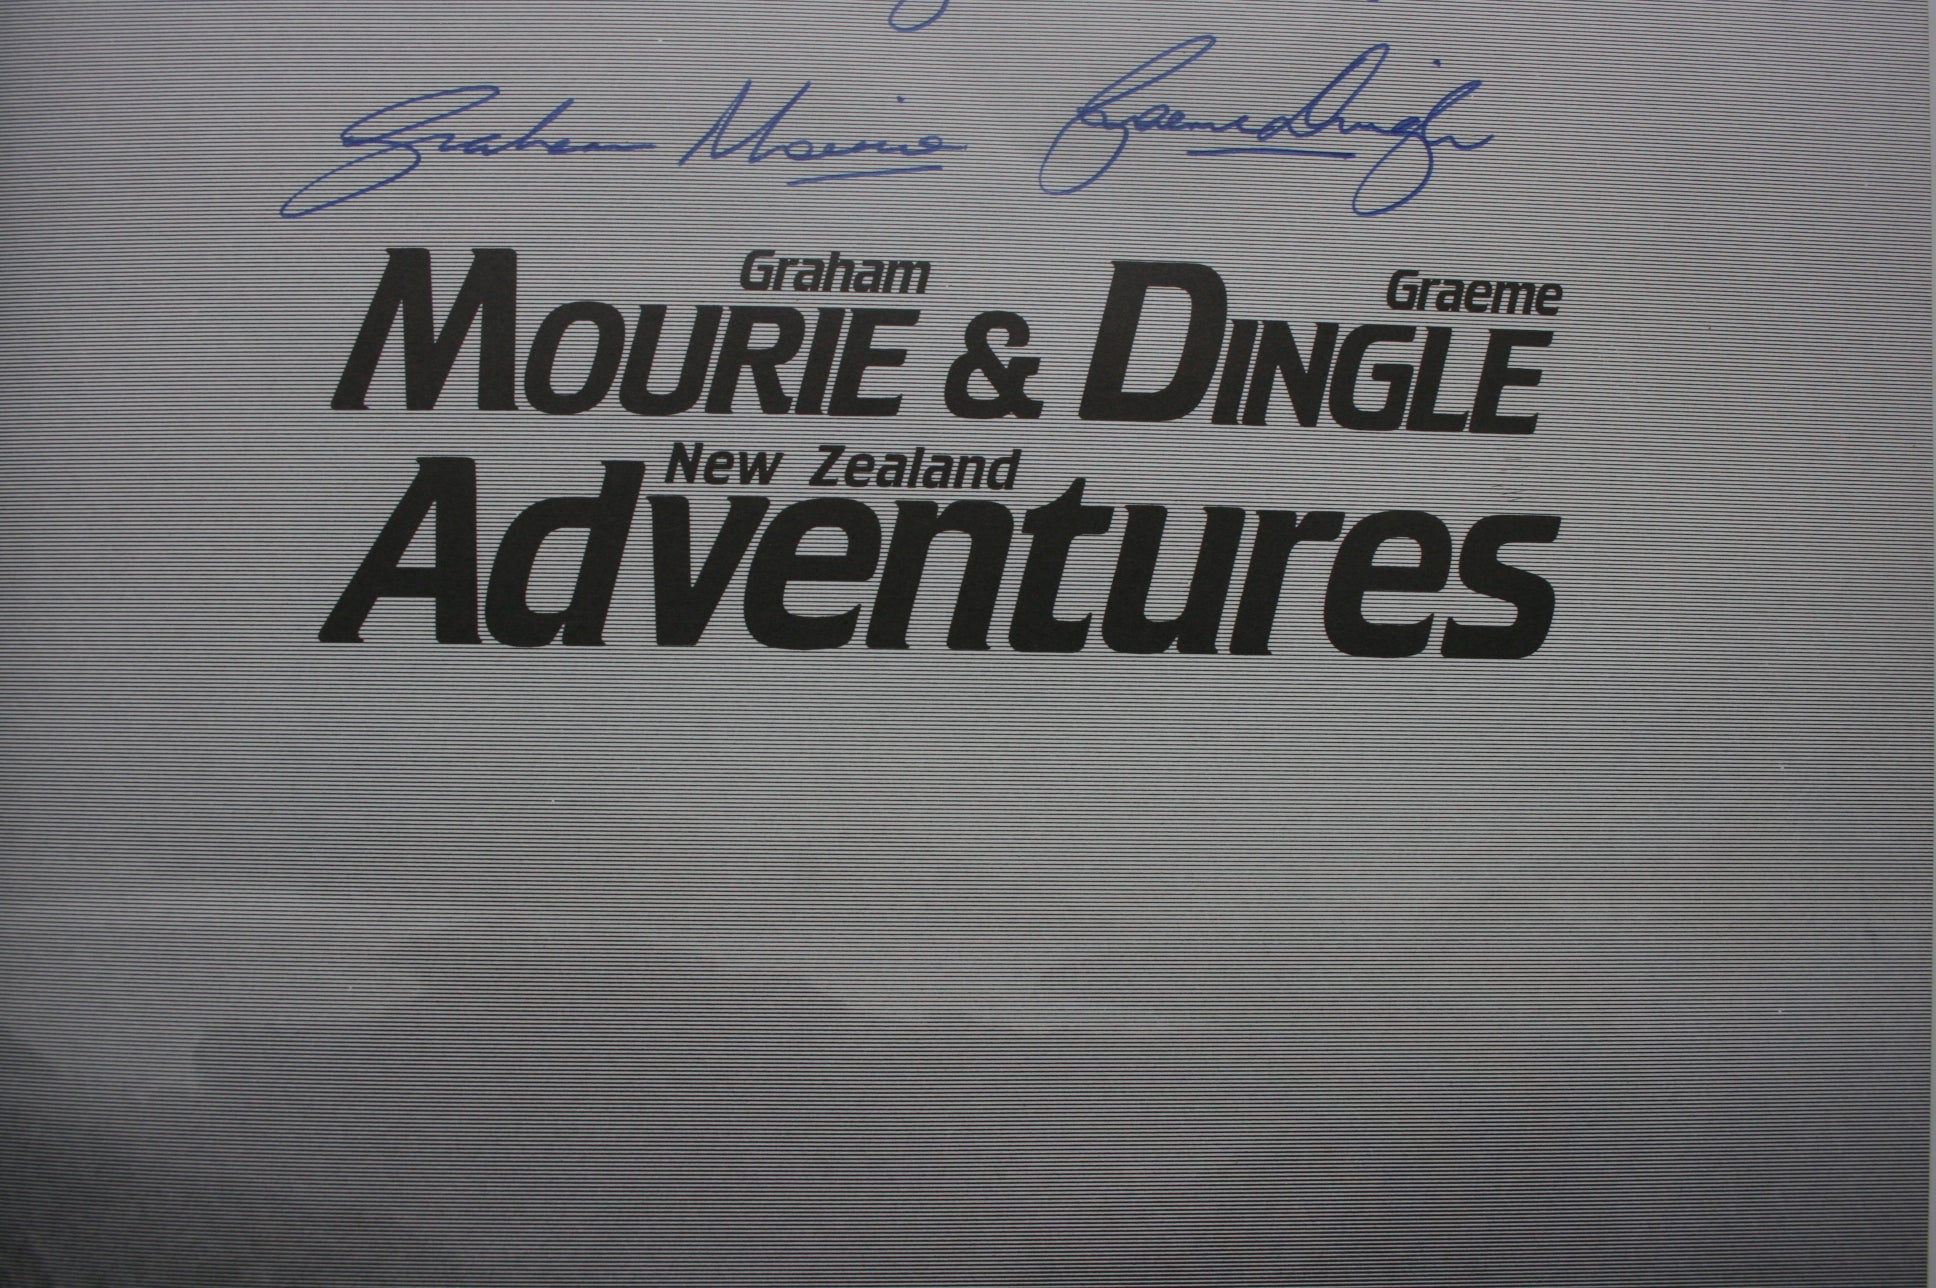 Graham Mourie Graeme Dingle
Graham Graeme
MOURIE & DINGLE
New Zealand
Adventures